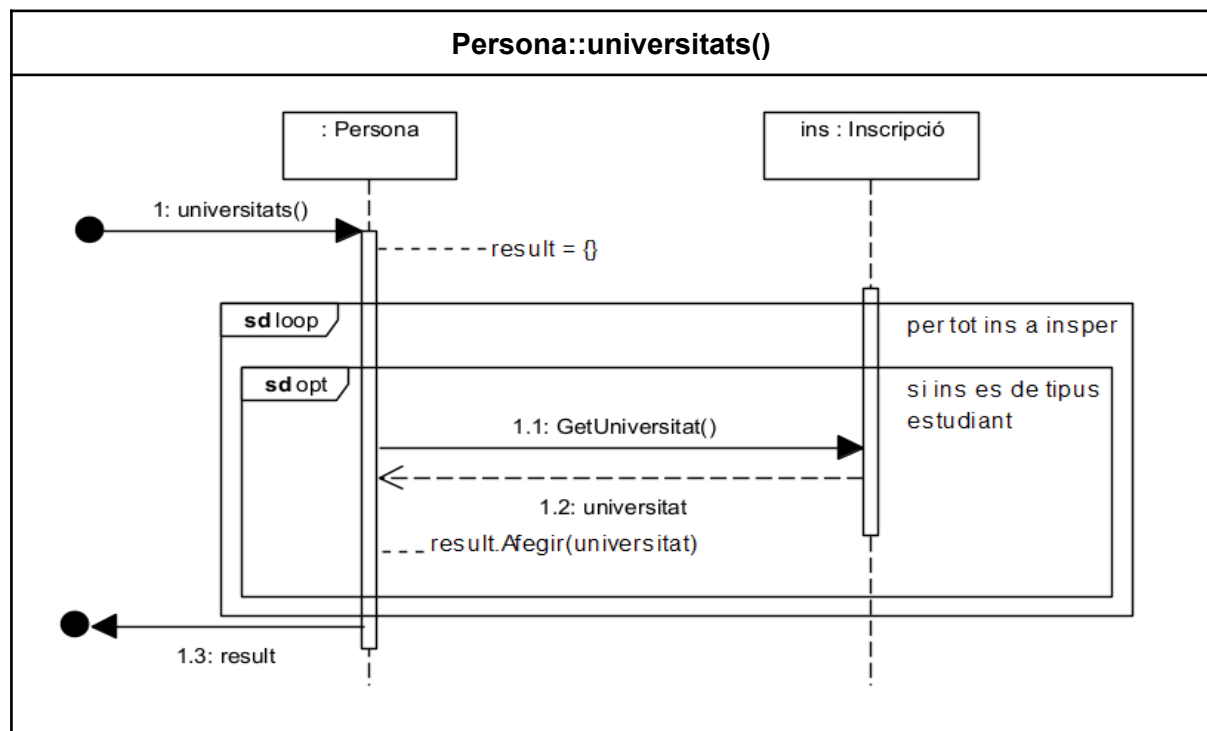 Persona::universitats()
: Persona
ins : Inscripció
1: universitats()
result = {}
sd loop
per tot ins a insper
sd opt
si ins es de tipus
estudiant
1.1: GetUniversitat()
1.2: universitat
result.Afegir(universitat)
1.3: result